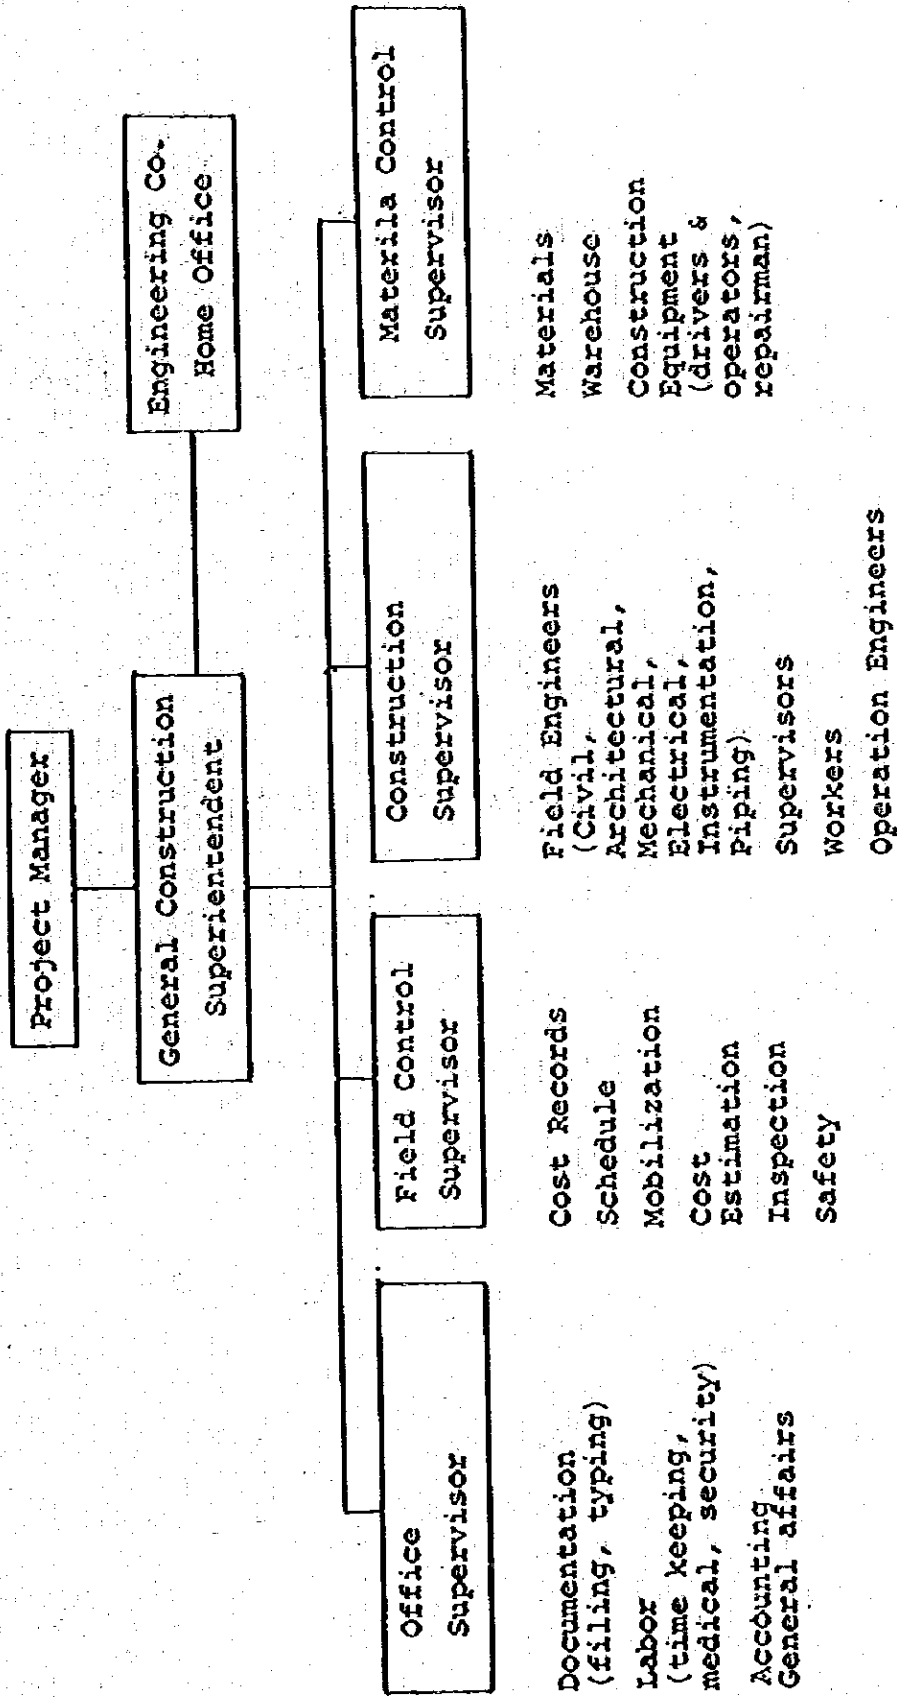 Project Manager
General Construction
Superientendent
Engineering Co.
Home Office
Office
Supervisor
Field Control
Supervisor
Construction
Supervisor
Materila Control
Supervisor
Documentation
(filing, typing)
Labor
(time keeping,
medical, security)
Accounting
General affairs
Cost Records
Schedule
Mobilization
Cost
Estimation
Inspection
Safety
Field Engineers
(Civil,
Architectural,
Mechanical,
Electrical,
Instrumentation,
Piping)
Supervisors
Workers
Operation Engineers
Materials
Warehouse
Construction
Equipment
(drivers &
operators,
repairman)